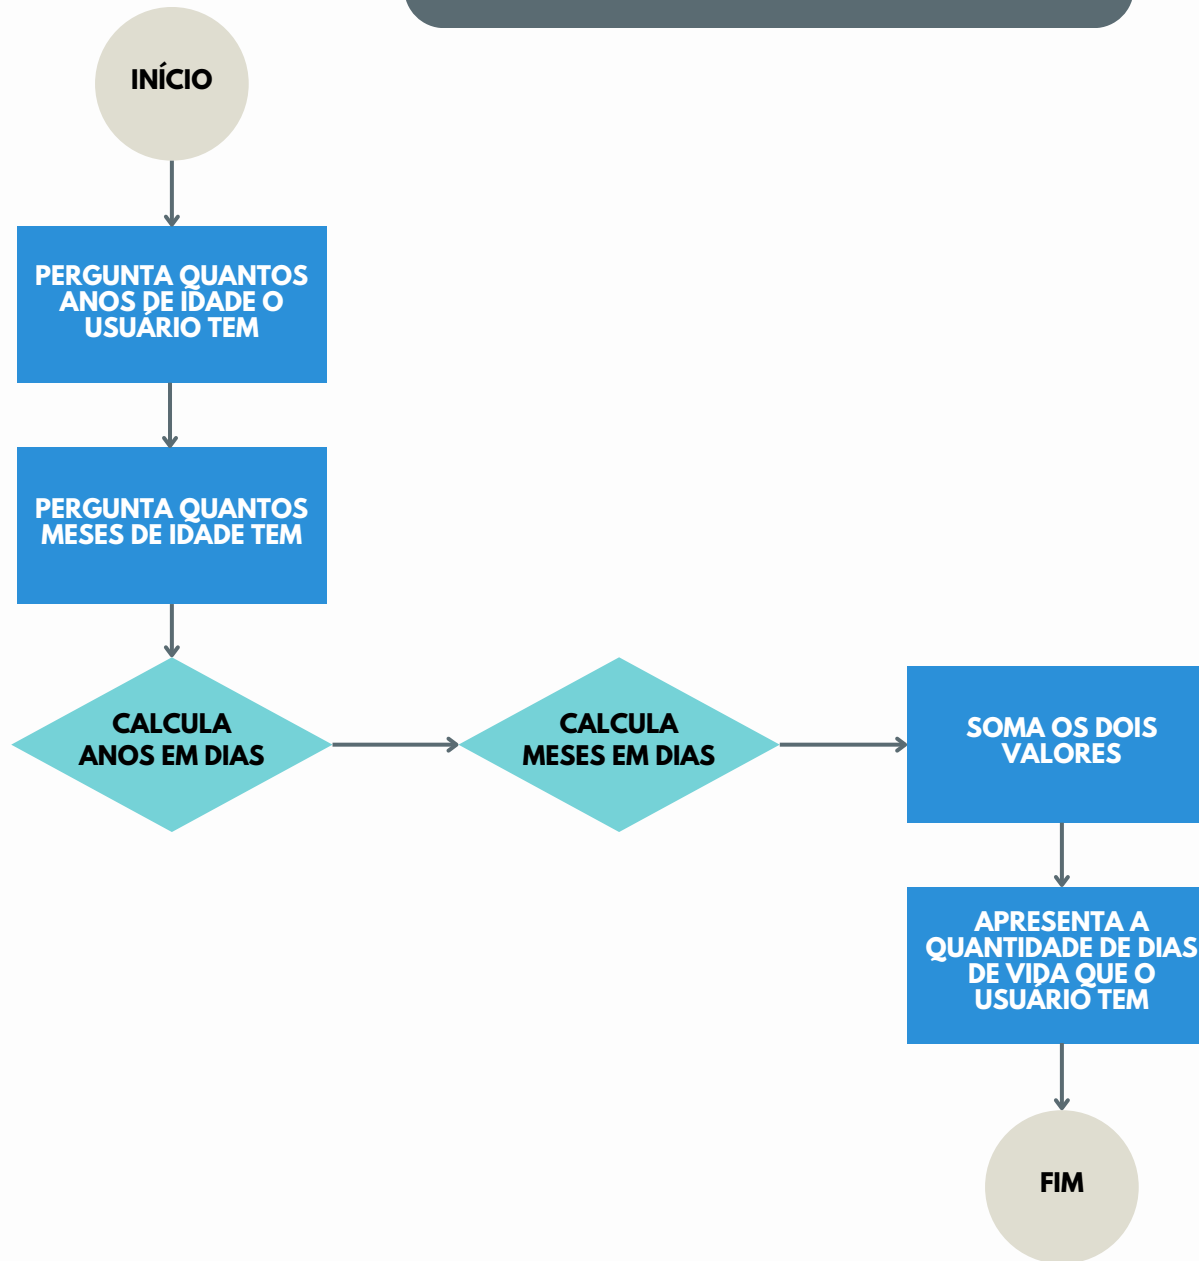 INÍCIO
PERGUNTA QUANTOS
ANOS DE IDADE O
USUÁRIO TEM
PERGUNTA QUANTOS
MESES DE IDADE TEM
CALCULA
ANOS EM DIAS
CALCULA
MESES EM DIAS
SOMA OS DOIS
VALORES
APRESENTA A
QUANTIDADE DE DIAS
DE VIDA QUE O
USUÁRIO TEM
FIM